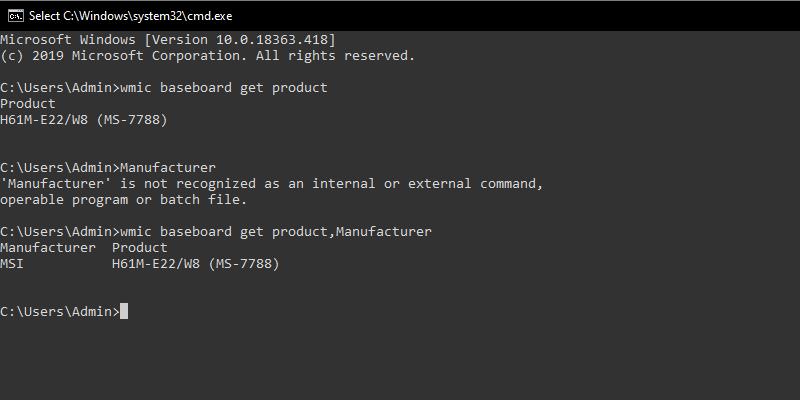 Select C:\Windows\system32\cmd.exe
Microsoft Windows [Version 10.0.18363.418]
(c) 2019 Microsoft Corporation. All rights reserved.
C:\Users\Admin>wmic baseboard get product
Product
H61M-E22/W8 (MS-7788)
C:\Users\Admin>Manufacturer
'Manufacturer' is not recognized as an internal or external command,
operable program or batch file.
C:\Users\Admin>wmic baseboard get product,Manufacturer
Manufacturer  Product
MSI           H61M-E22/W8 (MS-7788)
C:\Users\Admin>